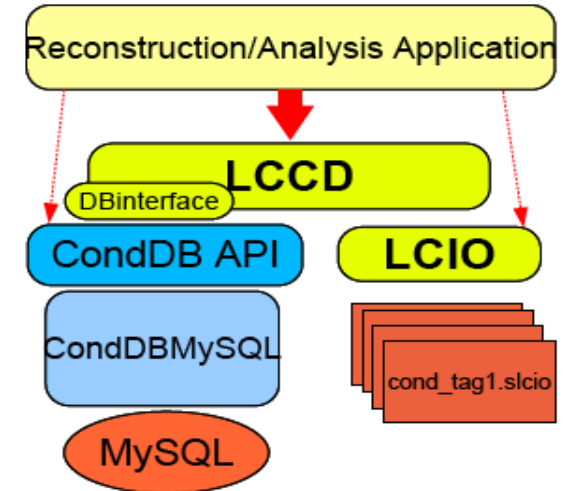 Reconstruction/Analysis Application
LCCD
DBinterface
CondDB API
LCIO
CondDBMySQL
cond_tag1.slcio
MySQL